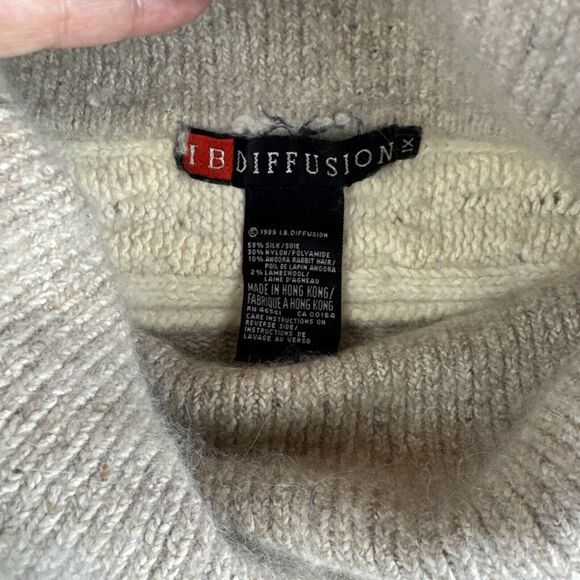 I.B. DIFFUSION 1X
© 1989 I.B. DIFFUSION
58% SILK/SOIE
30% NYLON/POLYAMIDE
10% ANGORA RABBIT HAIR/
POIL DE LAPIN ANGORA
2% LAMBSWOOL/
LAINE D'AGNEAU
MADE IN HONG KONG/
FABRIQUE À HONG KONG
RN 46561 CA 00184
CARE INSTRUCTIONS ON
REVERSE SIDE/
INSTRUCTIONS DE
LAVAGE AU VERSO